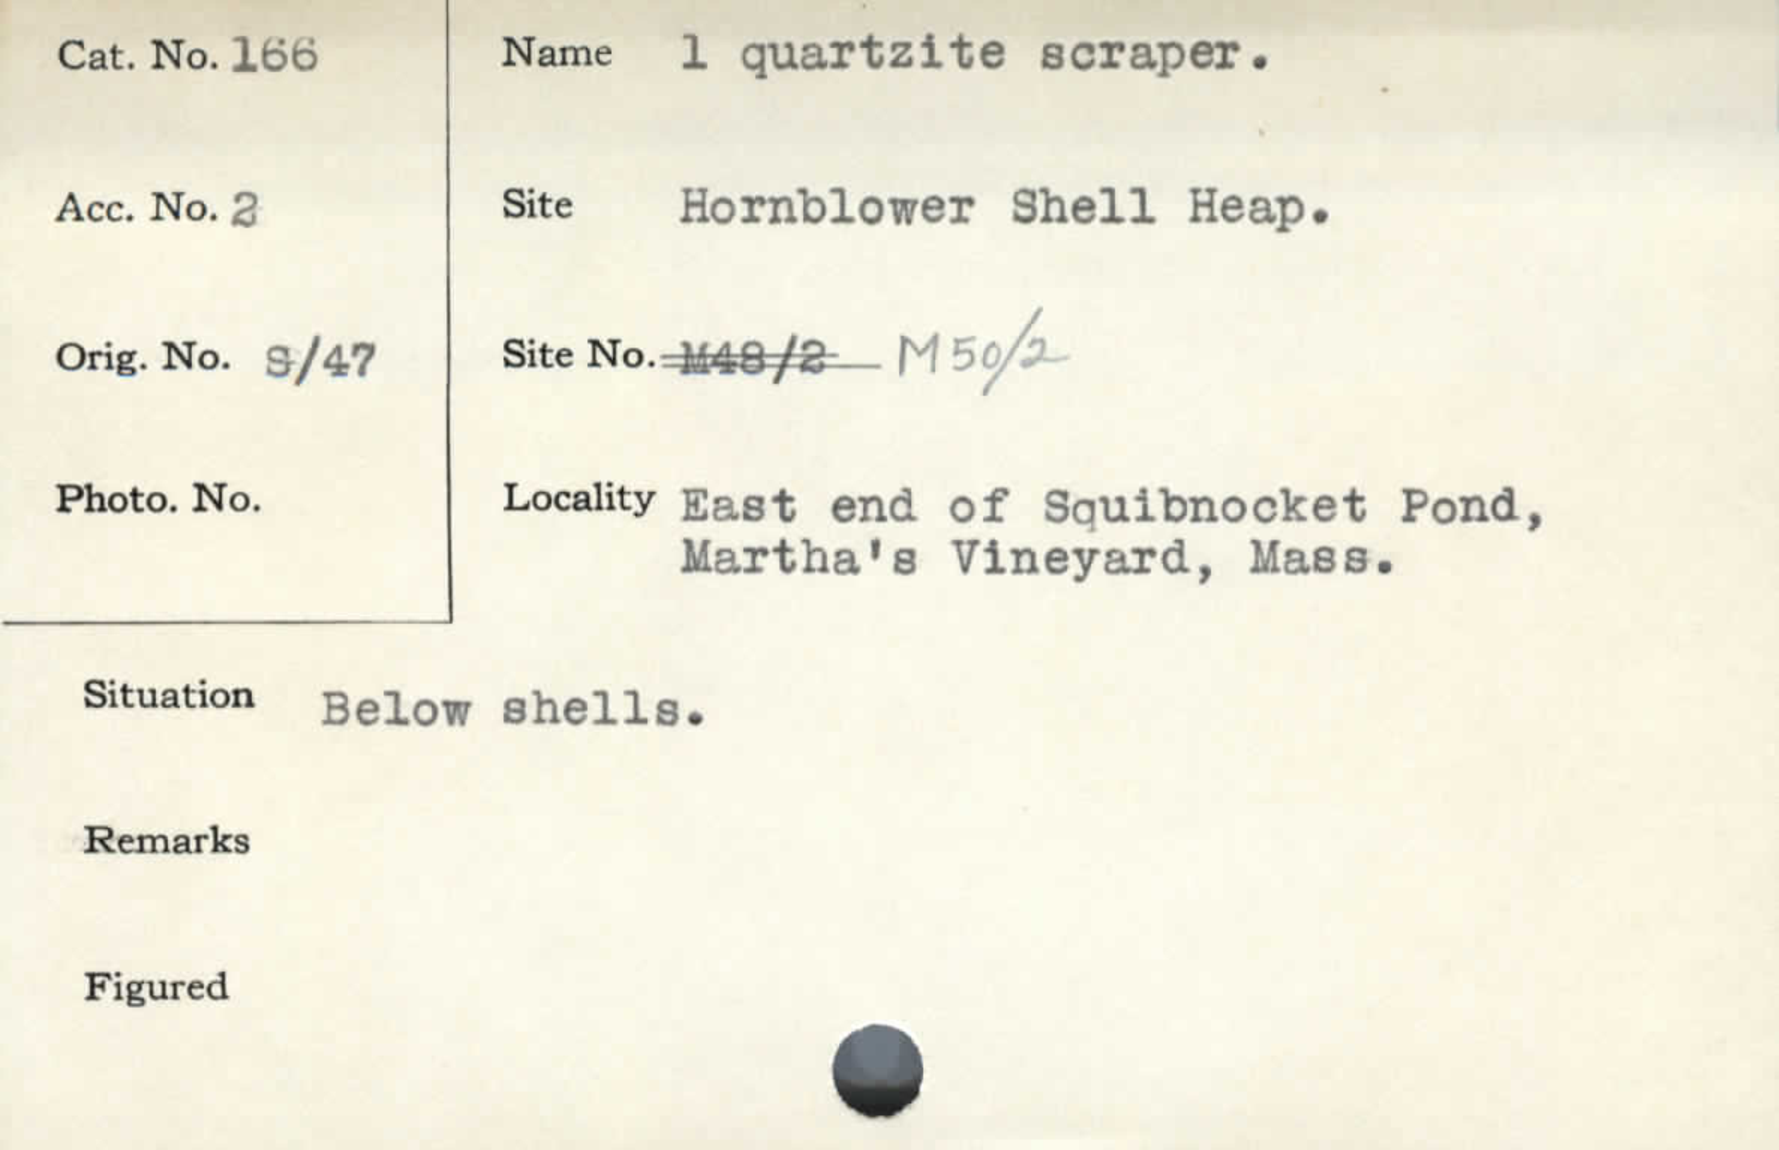 Cat. No. 166
Name 1 quartzite scraper.
Acc. No. 2
Site Hornblower Shell Heap.
Orig. No. S/47
Site No. M48/2 M50/2
Photo. No.
Locality East end of Squibnocket Pond,
Martha's Vineyard, Mass.
Situation Below shells.
Remarks
Figured